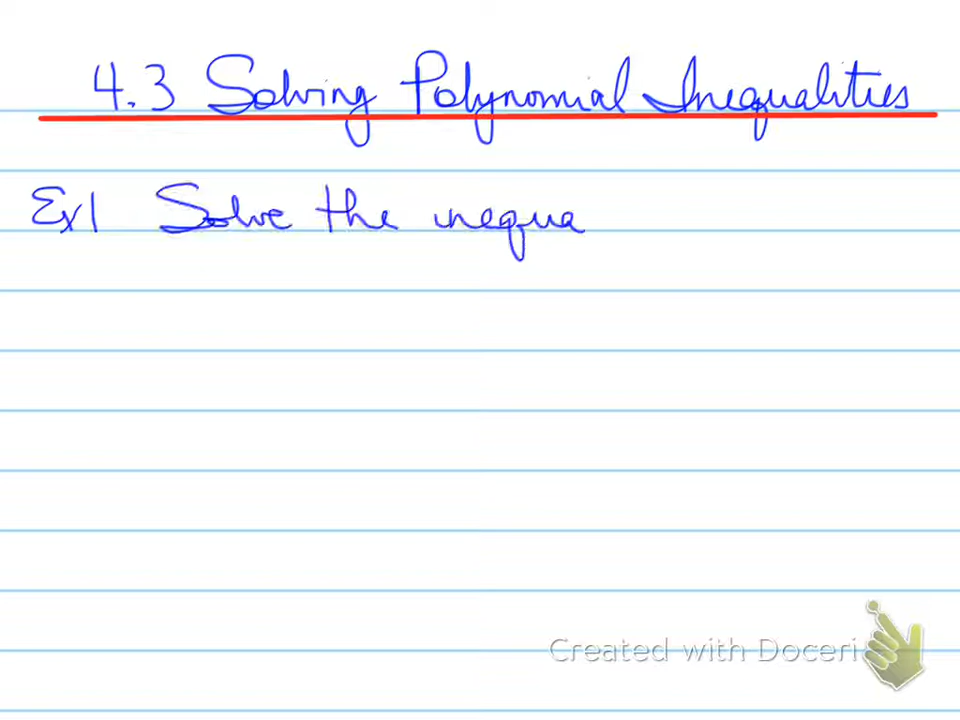 4.3 Solving Polynomial Inequalities
Ex1 Solve the inequa
Created with Doceri